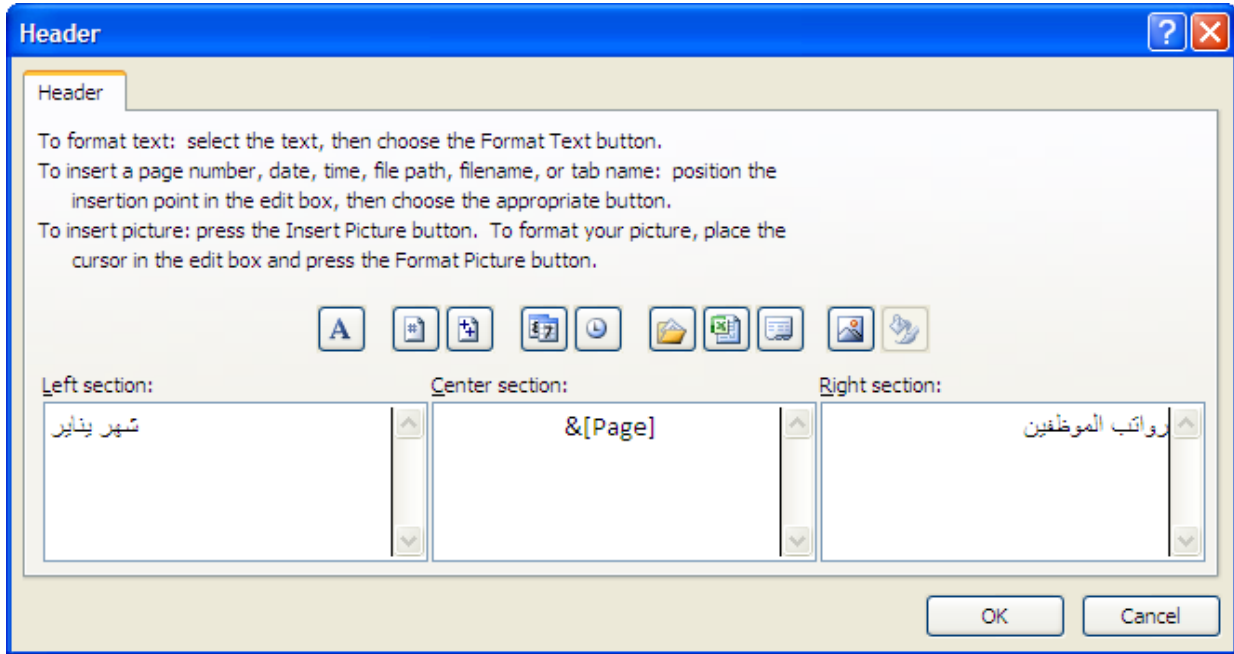 Header
Header
To format text: select the text, then choose the Format Text button.
To insert a page number, date, time, file path, filename, or tab name: position the
insertion point in the edit box, then choose the appropriate button.
To insert picture: press the Insert Picture button. To format your picture, place the
cursor in the edit box and press the Format Picture button.
A
Left section:
Center section:
Right section:
شهر يناير
&[Page]
رواتب الموظفين
OK
Cancel